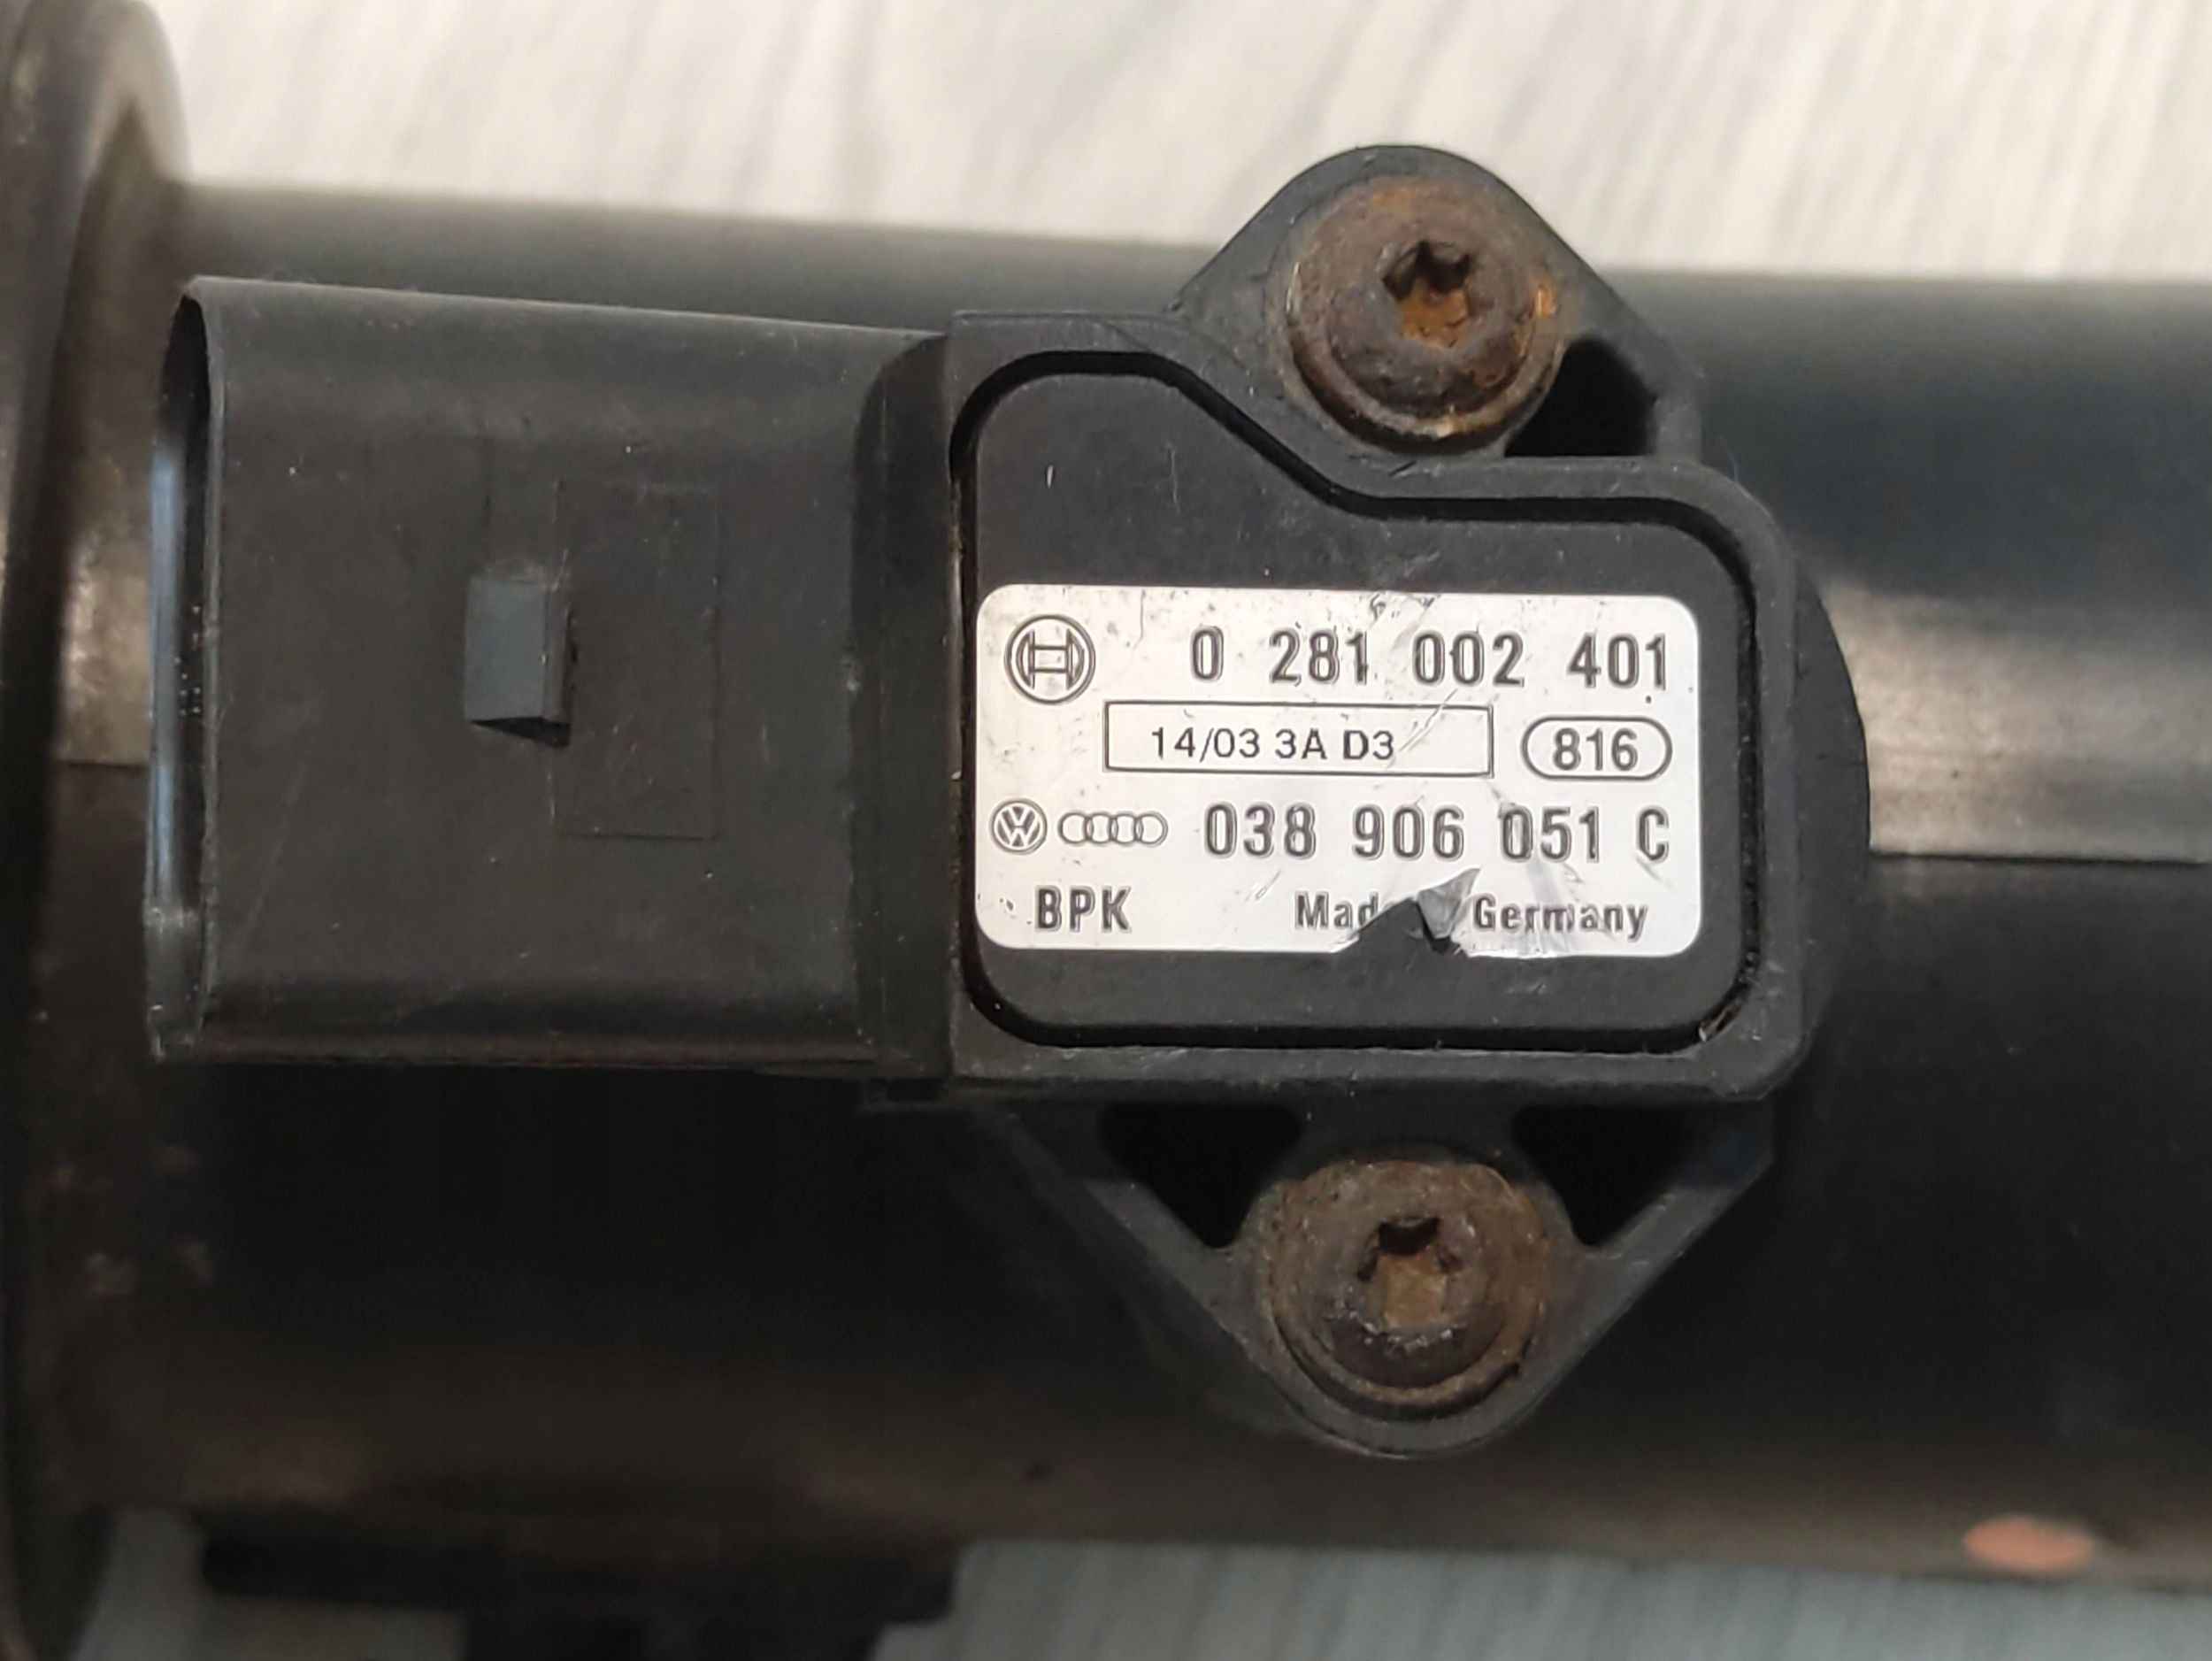 0 281 002 401
14/03 3A D3 816
038 906 051 C
BPK Germany